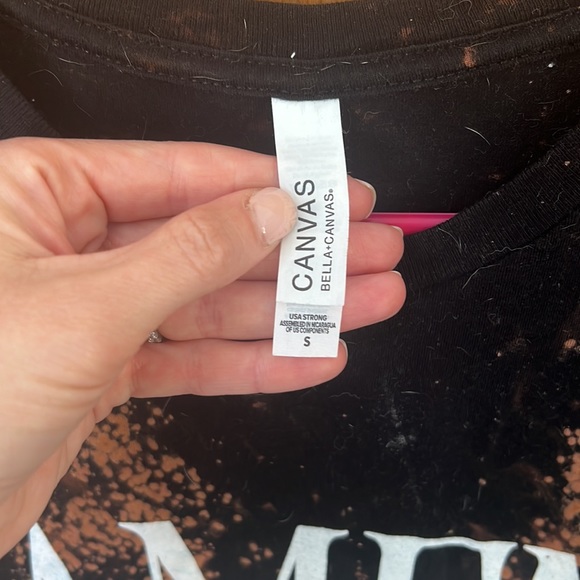 CANVAS
BELLA+CANVAS®
USA STRONG
ASSEMBLED IN NICARAGUA
OF US COMPONENTS
S